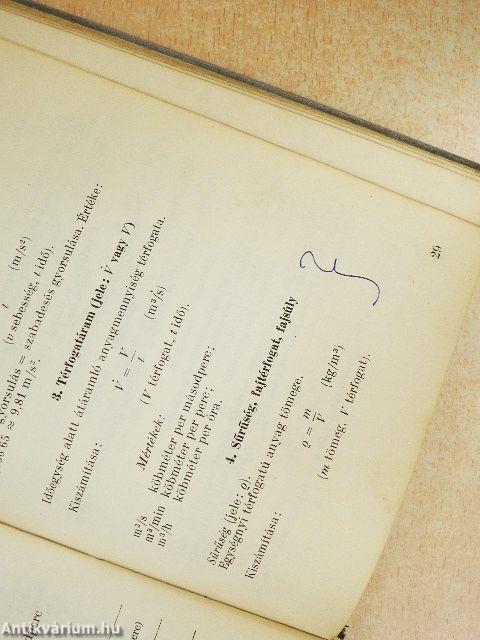 t
(m/s²)
(v sebesség, t idő).
gyorsulás = szabadesés gyorsulása. Értéke:
65 ≈ 9,81 m/s².
3. Térfogatáram (jele: V̇ vagy V)
Időegység alatt átáramló anyagmennyiség térfogata.
Kiszámítása:
V̇ = V/t (m³/s)
(V térfogat, t idő).
Mértékek:
m³/s köbméter per másodperc;
m³/min köbméter per perc;
m³/h köbméter per óra.
4. Sűrűség, fajtérfogat, fajsúly
Sűrűség (jele: ϱ).
Egységnyi térfogatú anyag tömege.
Kiszámítása:
ϱ = m/V (kg/m³)
(m tömeg, V térfogat).
29
Antikvárium.hu